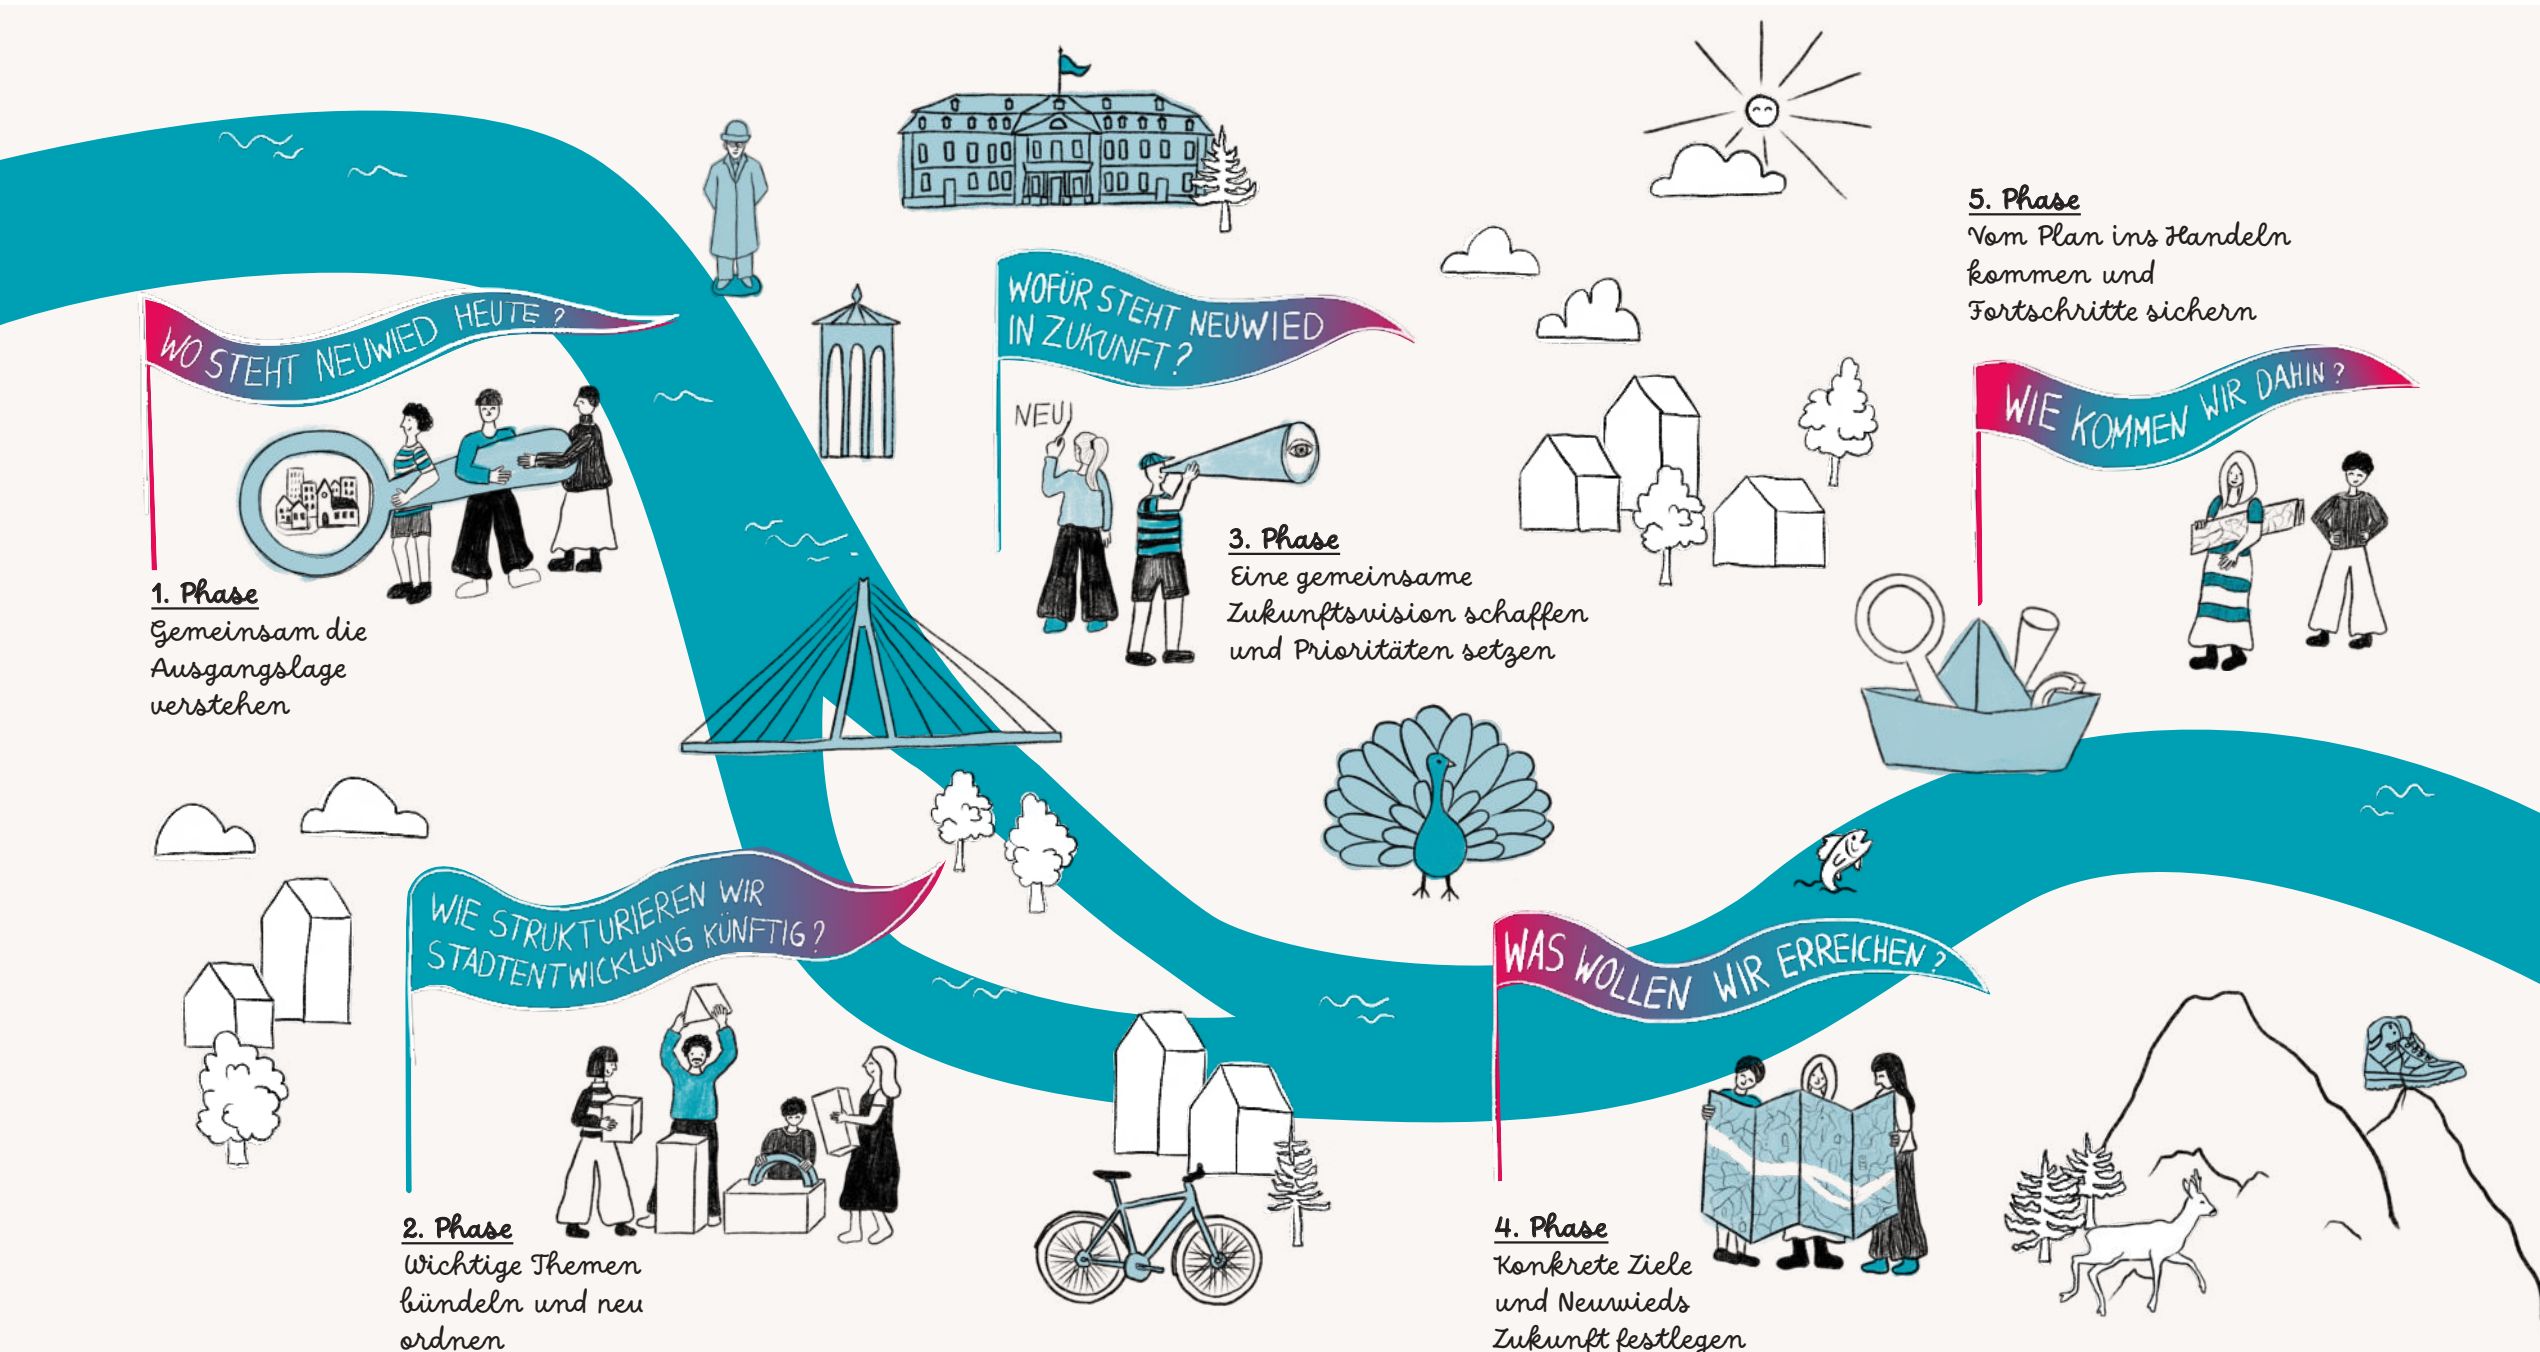 WO STEHT NEUWIED HEUTE?
1. Phase
Gemeinsam die
Ausgangslage
verstehen
WIE STRUKTURIEREN WIR
STADTENTWICKLUNG KÜNFTIG?
2. Phase
Wichtige Themen
bündeln und neu
ordnen
WOFÜR STEHT NEUWIED
IN ZUKUNFT?
NEU
3. Phase
Eine gemeinsame
Zukunftsvision schaffen
und Prioritäten setzen
WAS WOLLEN WIR ERREICHEN?
4. Phase
Konkrete Ziele
und Neuwieds
Zukunft festlegen
5. Phase
Vom Plan ins Handeln
kommen und
Fortschritte sichern
WIE KOMMEN WIR DAHIN?